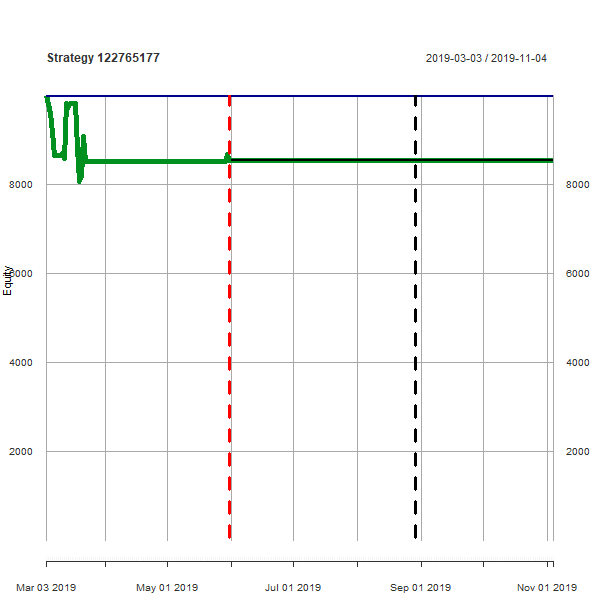 Strategy 122765177
2019-03-03 / 2019-11-04
8000
8000
Equity
6000
6000
4000
4000
2000
2000
Mar 03 2019
May 01 2019
Jul 01 2019
Sep 01 2019
Nov 01 2019